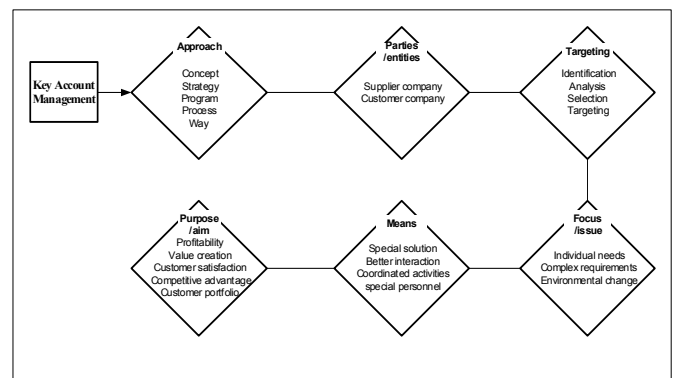 Key Account
Management
Approach
Concept
Strategy
Program
Process
Way
Parties
/entities
Supplier company
Customer company
Targeting
Identification
Analysis
Selection
Targeting
Focus
/issue
Individual needs
Complex requirements
Environmental change
Means
Special solution
Better interaction
Coordinated activities
special personnel
Purpose
/aim
Profitability
Value creation
Customer satisfaction
Competitive advantage
Customer portfolio